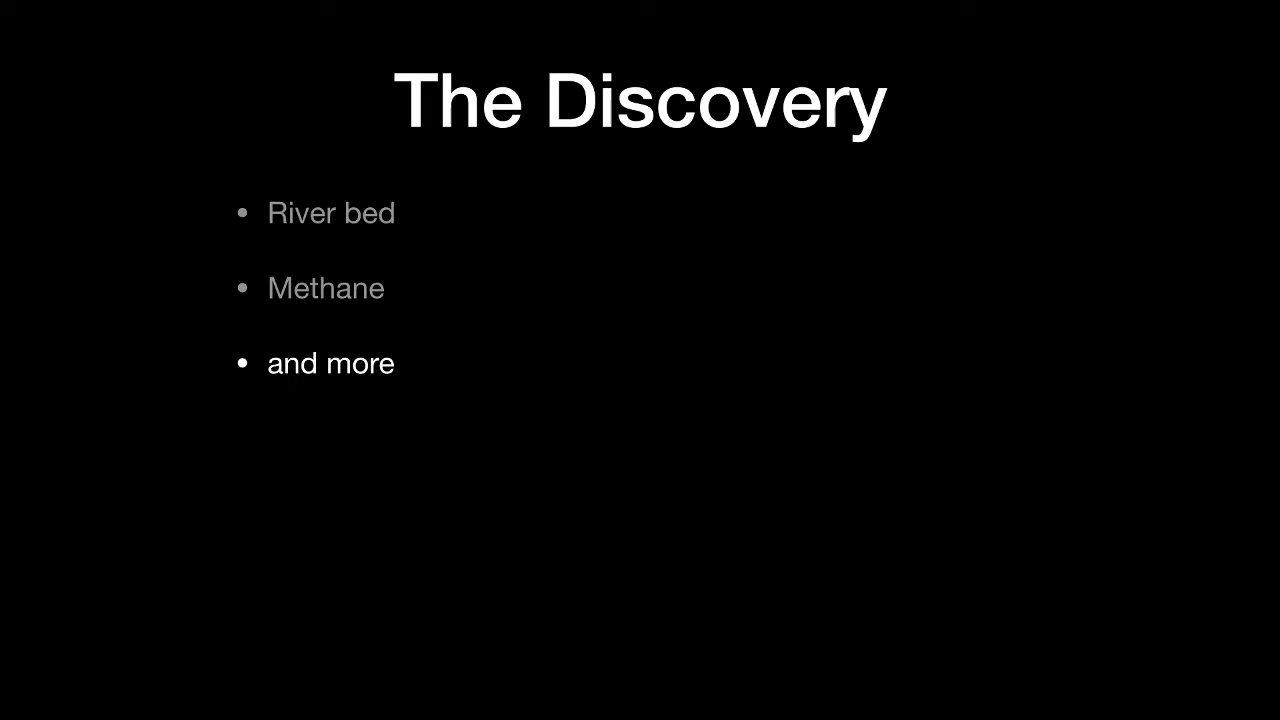 The Discovery
• River bed
• Methane
• and more